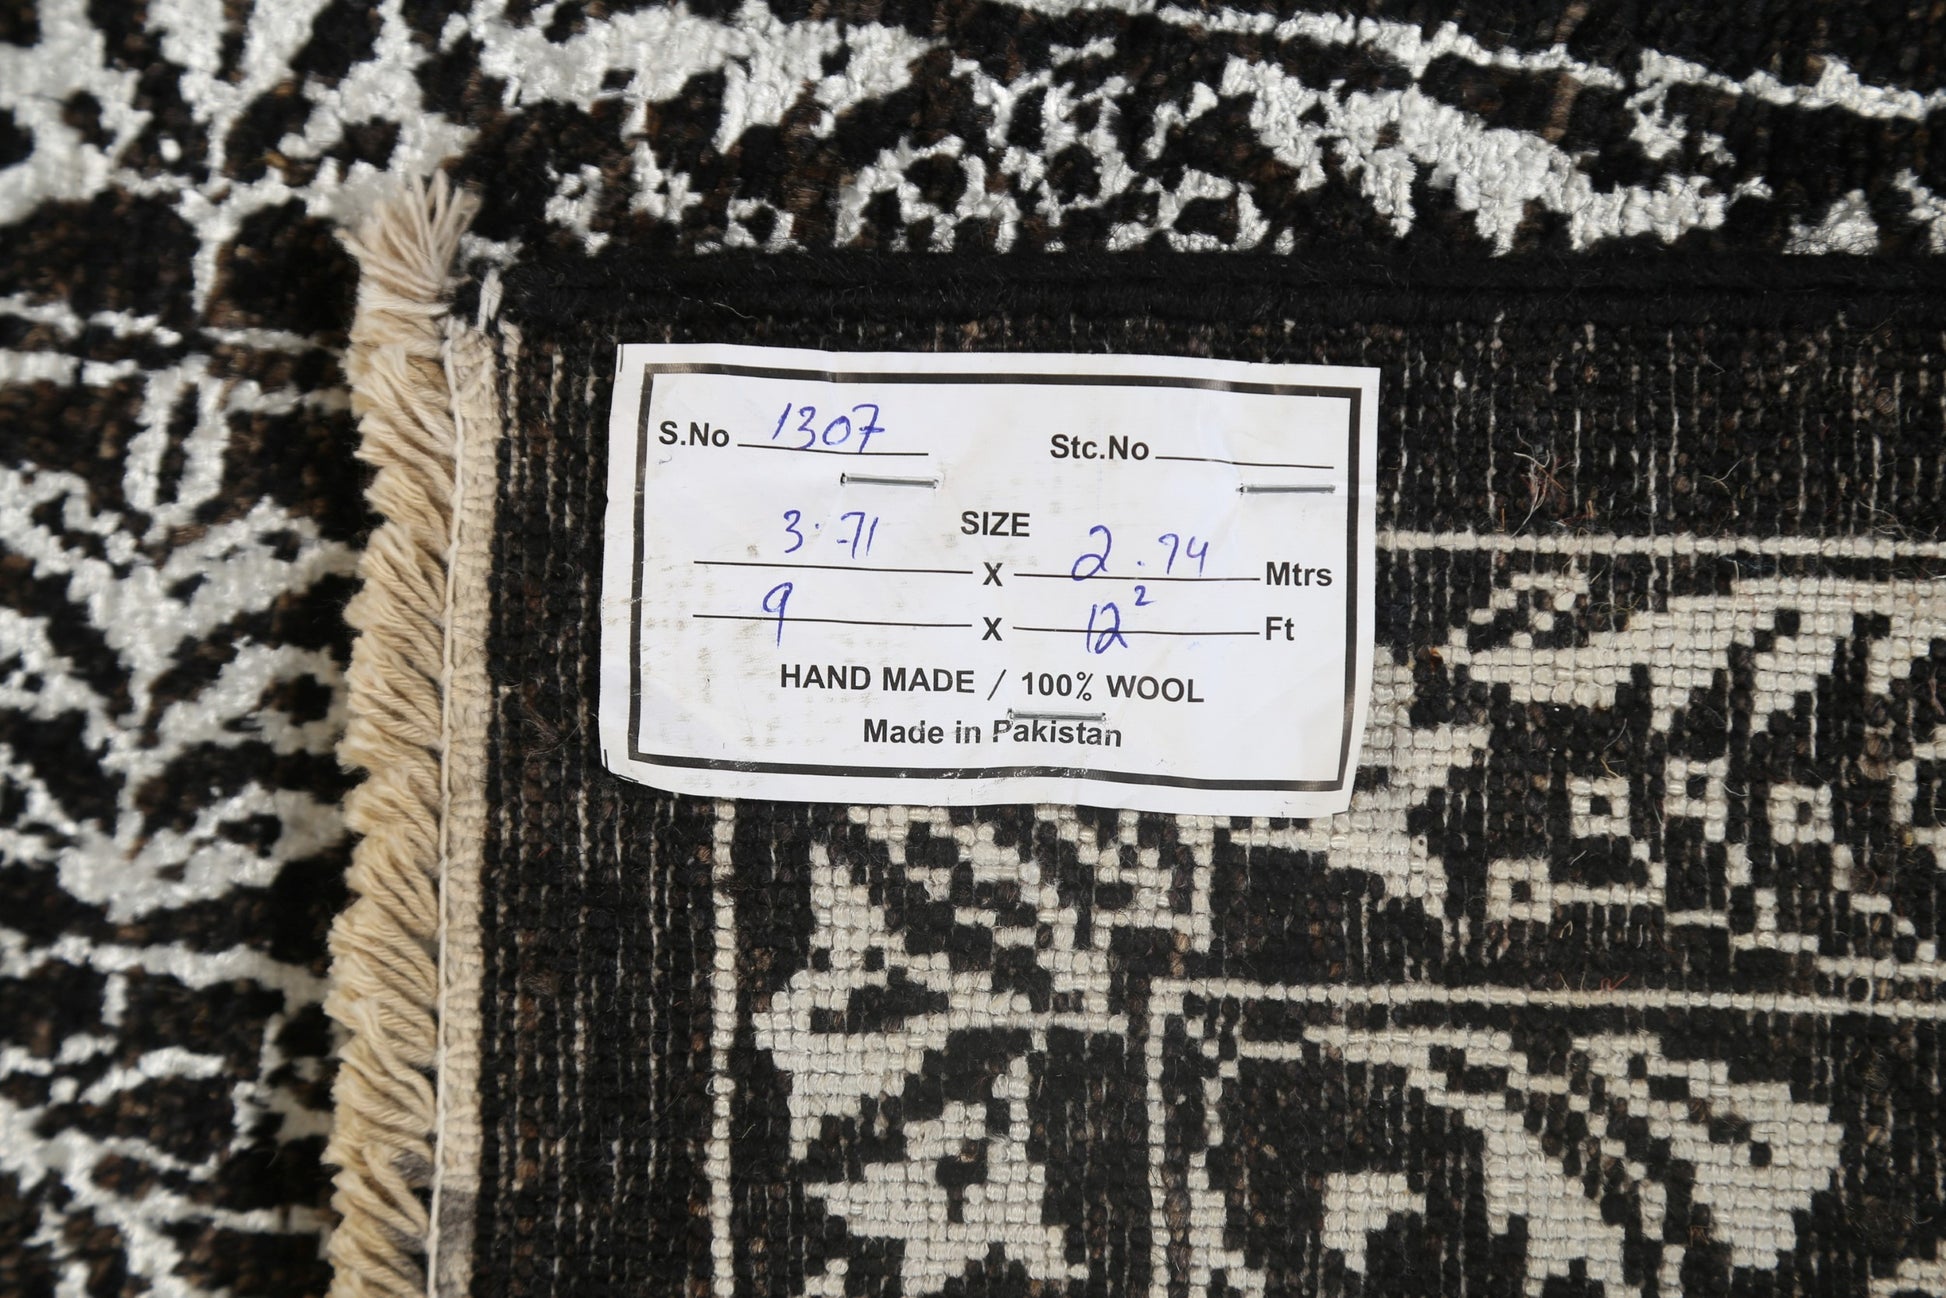 S.No 1307 Stc.No
SIZE
3.71 X 2.74 Mtrs
9 X 12² Ft
HAND MADE / 100% WOOL
Made in Pakistan